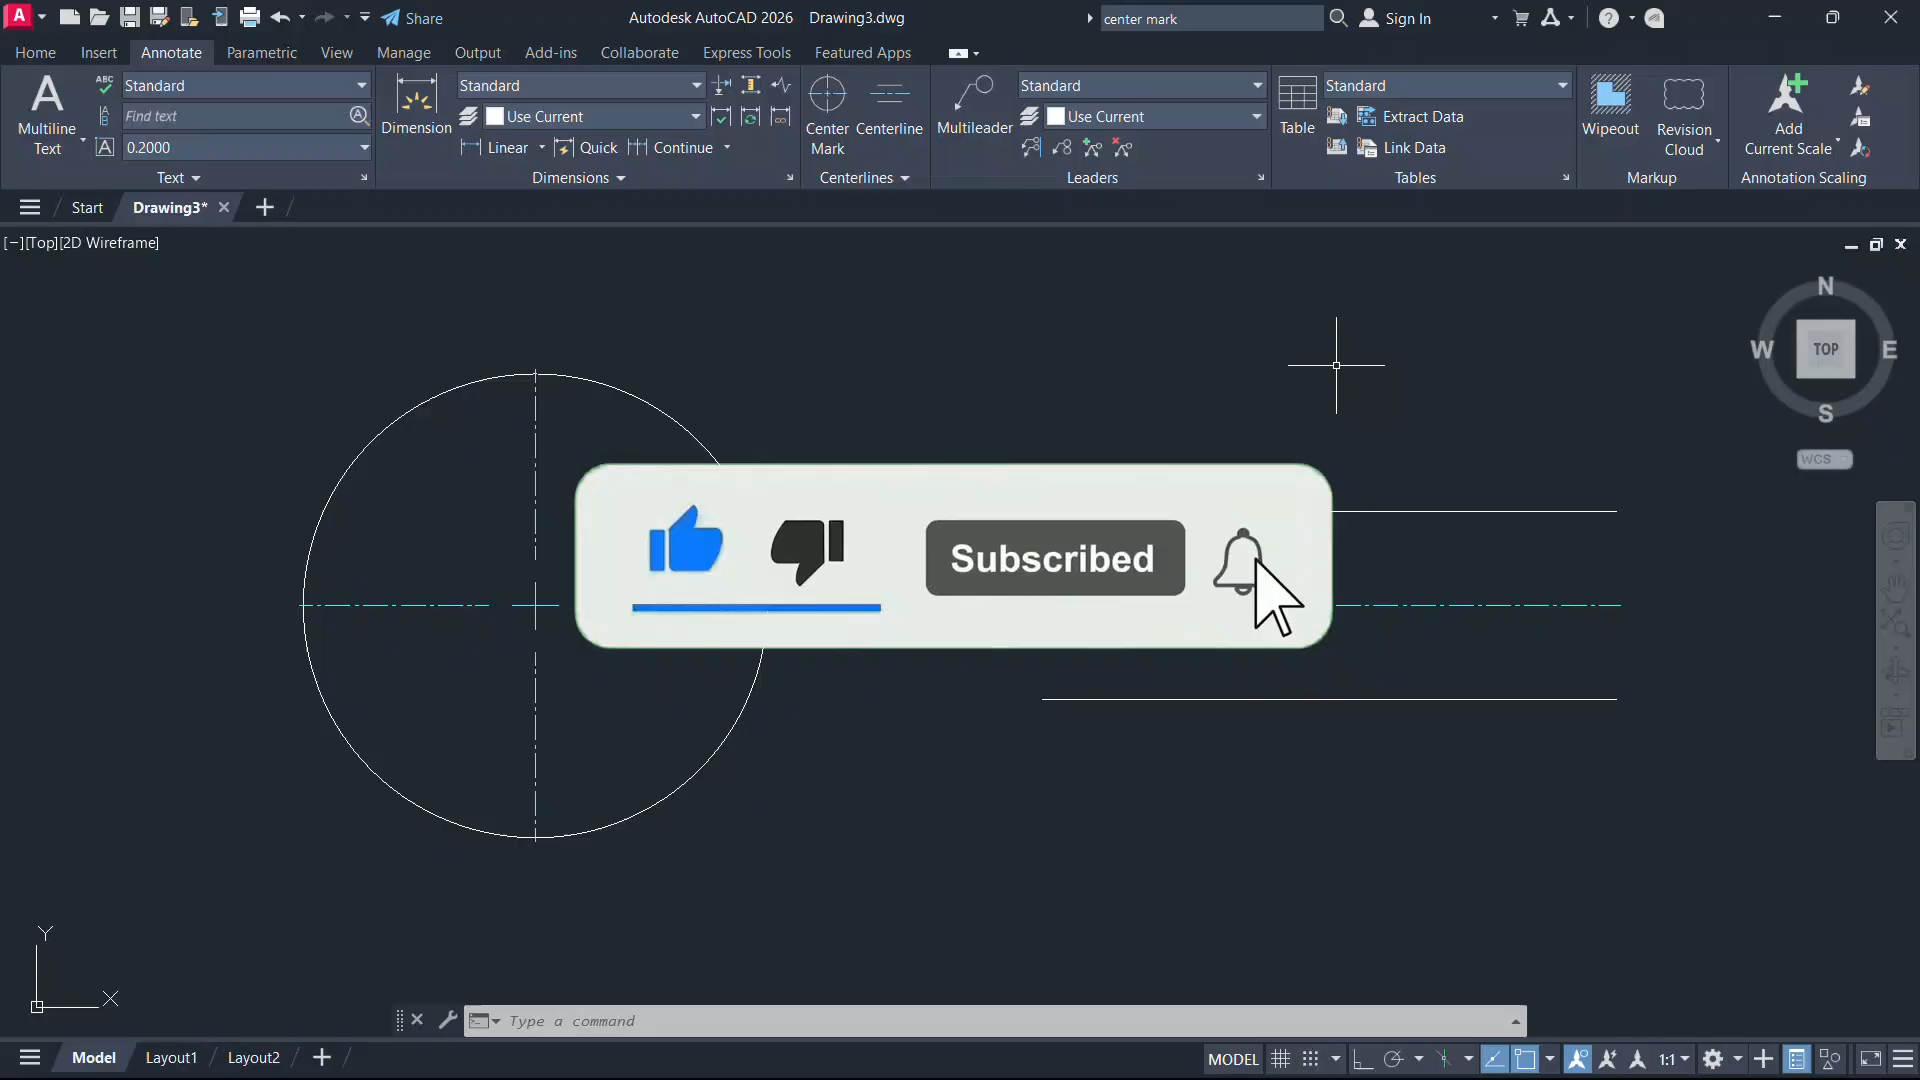 A Share Autodesk AutoCAD 2026 Drawing3.dwg center mark Sign In
Home Insert Annotate Parametric View Manage Output Add-ins Collaborate Express Tools Featured Apps
Multiline Text
ABC
Standard
Find text
0.2000
Text
Dimension
Standard
Use Current
Linear Quick Continue
Dimensions
Center Mark
Centerline
Centerlines
Multileader
Standard
Use Current
Leaders
Table
Standard
Extract Data
Link Data
Tables
Wipeout
Revision Cloud
Markup
Add Current Scale
Annotation Scaling
Start Drawing3*
[−][Top][2D Wireframe]
N
W TOP E
S
WCS
Subscribed
Y
X
Type a command
Model Layout1 Layout2 MODEL 1:1